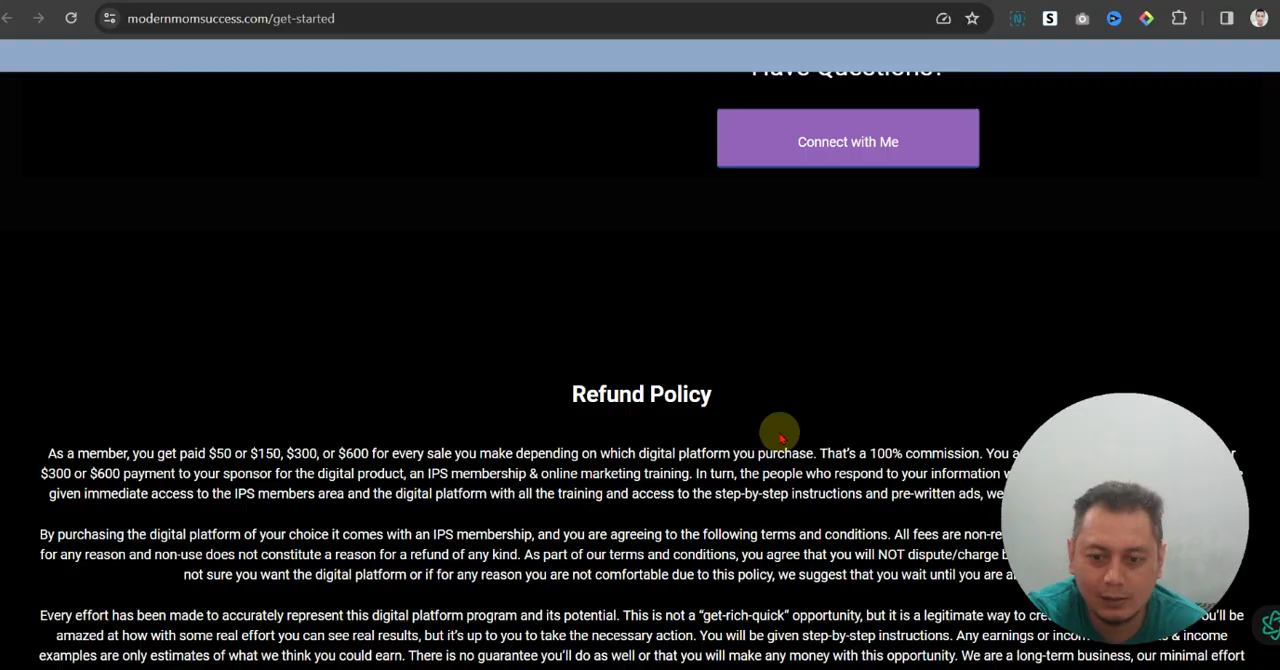 modernmomsuccess.com/get-started
Have Questions?
Connect with Me
Refund Policy
As a member, you get paid $50 or $150, $300, or $600 for every sale you make depending on which digital platform you purchase. That's a 100% commission. You
$300 or $600 payment to your sponsor for the digital product, an IPS membership & online marketing training. In turn, the people who respond to your information
given immediate access to the IPS members area and the digital platform with all the training and access to the step-by-step instructions and pre-written ads,
By purchasing the digital platform of your choice it comes with an IPS membership, and you are agreeing to the following terms and conditions. All fees are
for any reason and non-use does not constitute a reason for a refund of any kind. As part of our terms and conditions, you agree that you will NOT dispute/charge
not sure you want the digital platform or if for any reason you are not comfortable due to this policy, we suggest that you wait until you are
Every effort has been made to accurately represent this digital platform program and its potential. This is not a “get-rich-quick” opportunity, but it is a legitimate way to you'll be
amazed at how with some real effort you can see real results, but it's up to you to take the necessary action. You will be given step-by-step instructions. Any earnings or & income
examples are only estimates of what we think you could earn. There is no guarantee you'll do as well or that you will make any money with this opportunity. We are a long-term business, our minimal effort